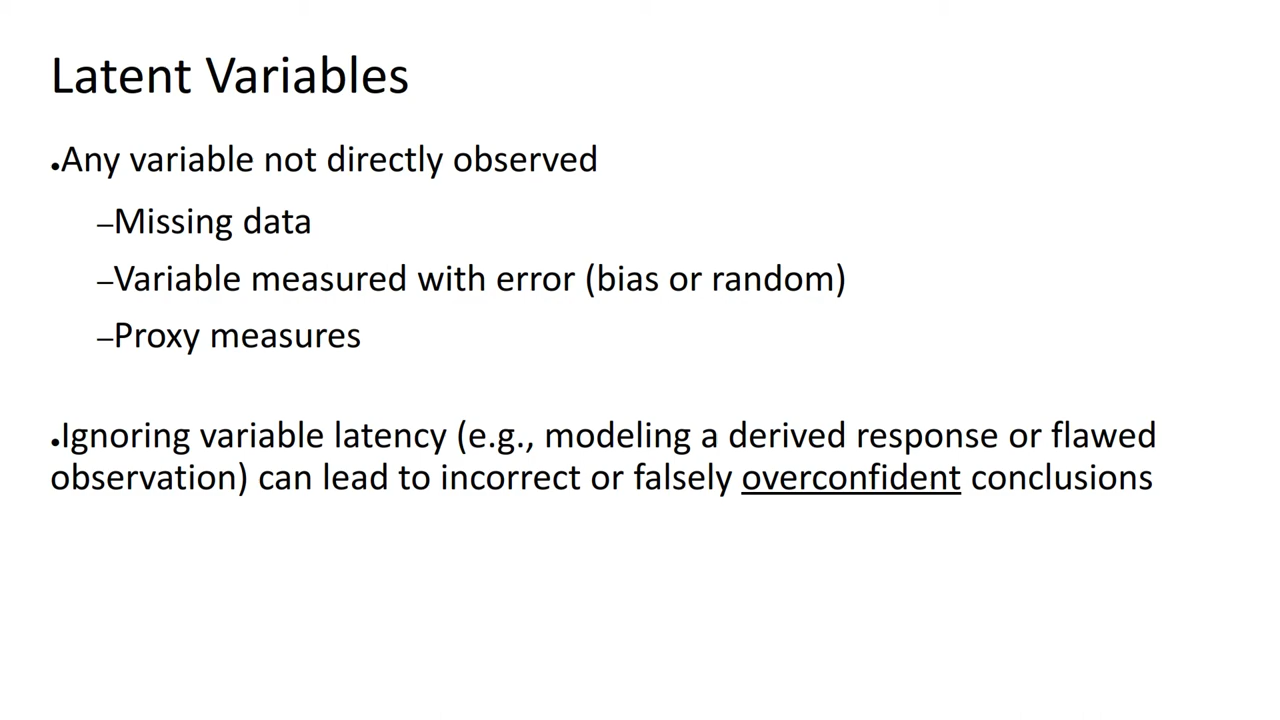 Latent Variables
●Any variable not directly observed
–Missing data
–Variable measured with error (bias or random)
–Proxy measures
●Ignoring variable latency (e.g., modeling a derived response or flawed
observation) can lead to incorrect or falsely overconfident conclusions